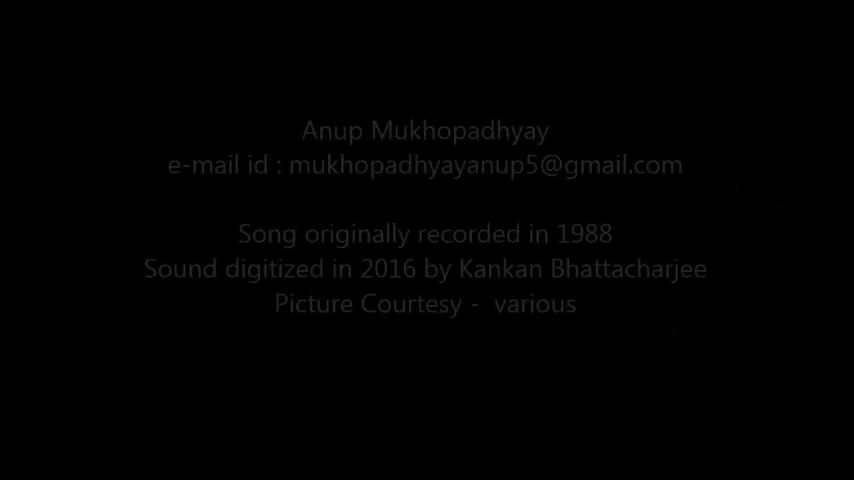 Anup Mukhopadhyay
e-mail id : mukhopadhyayanup5@gmail.com
Song originally recorded in 1988
Sound digitized in 2016 by Kankan Bhattacharjee
Picture Courtesy - various